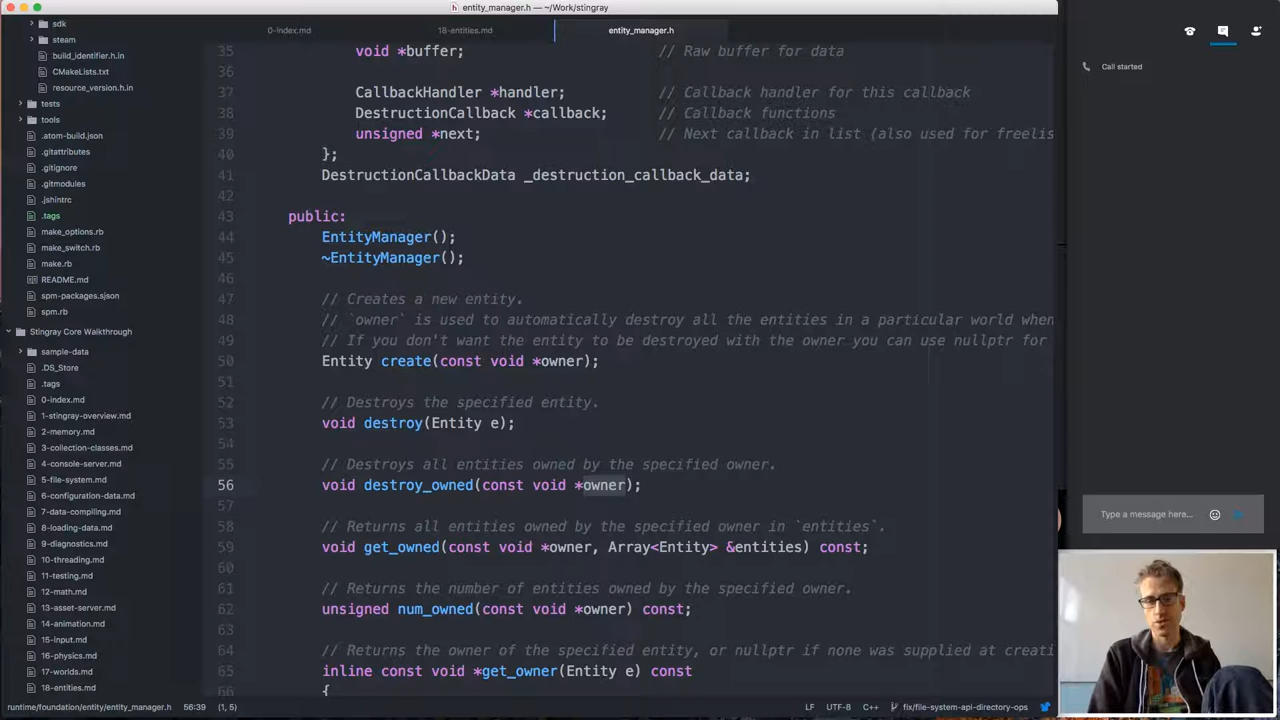 entity_manager.h — ~/Work/stingray
sdk
steam
build_identifier.h.in
CMakeLists.txt
resource_version.h.in
tests
tools
.atom-build.json
.gitattributes
.gitignore
.gitmodules
.jshintrc
.tags
make_options.rb
make_switch.rb
make.rb
README.md
spm-packages.sjson
spm.rb
Stingray Core Walkthrough
sample-data
.DS_Store
.tags
0-index.md
1-stingray-overview.md
2-memory.md
3-collection-classes.md
4-console-server.md
5-file-system.md
6-configuration-data.md
7-data-compiling.md
8-loading-data.md
9-diagnostics.md
10-threading.md
11-testing.md
12-math.md
13-asset-server.md
14-animation.md
15-input.md
16-physics.md
17-worlds.md
18-entities.md
0-index.md 18-entities.md entity_manager.h
35 void *buffer; // Raw buffer for data
36
37 CallbackHandler *handler; // Callback handler for this callback
38 DestructionCallback *callback; // Callback functions
39 unsigned *next; // Next callback in list (also used for freelis
40 };
41 DestructionCallbackData _destruction_callback_data;
42
43 public:
44 EntityManager();
45 ~EntityManager();
46
47 // Creates a new entity.
48 // `owner` is used to automatically destroy all the entities in a particular world when
49 // If you don't want the entity to be destroyed with the owner you can use nullptr for
50 Entity create(const void *owner);
51
52 // Destroys the specified entity.
53 void destroy(Entity e);
54
55 // Destroys all entities owned by the specified owner.
56 void destroy_owned(const void *owner);
57
58 // Returns all entities owned by the specified owner in `entities`.
59 void get_owned(const void *owner, Array<Entity> &entities) const;
60
61 // Returns the number of entities owned by the specified owner.
62 unsigned num_owned(const void *owner) const;
63
64 // Returns the owner of the specified entity, or nullptr if none was supplied at creati
65 inline const void *get_owner(Entity e) const
66 {
runtime/foundation/entity/entity_manager.h 56:39 (1, 5) LF UTF-8 C++ fix/file-system-api-directory-ops
Call started
Type a message here...